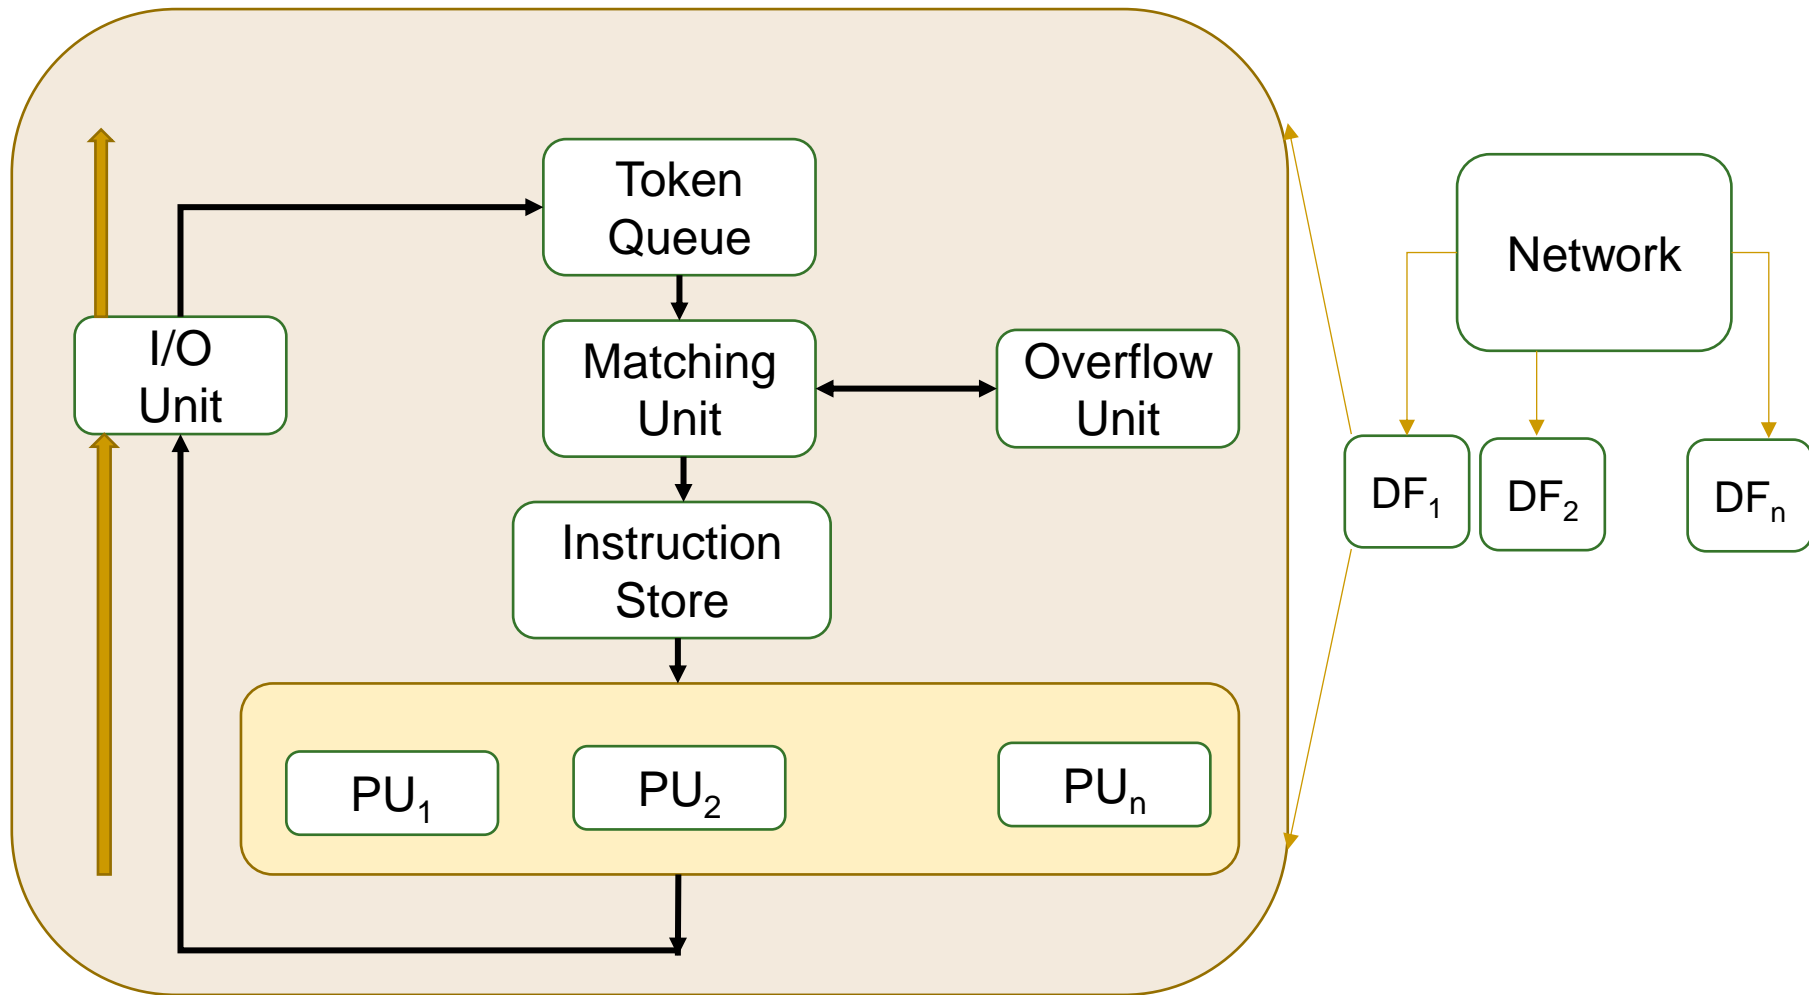 Token
Queue
Network
I/O
Unit
Matching
Unit
Overflow
Unit
DF₁
DF₂
DFₙ
Instruction
Store
PU₁
PU₂
PUₙ